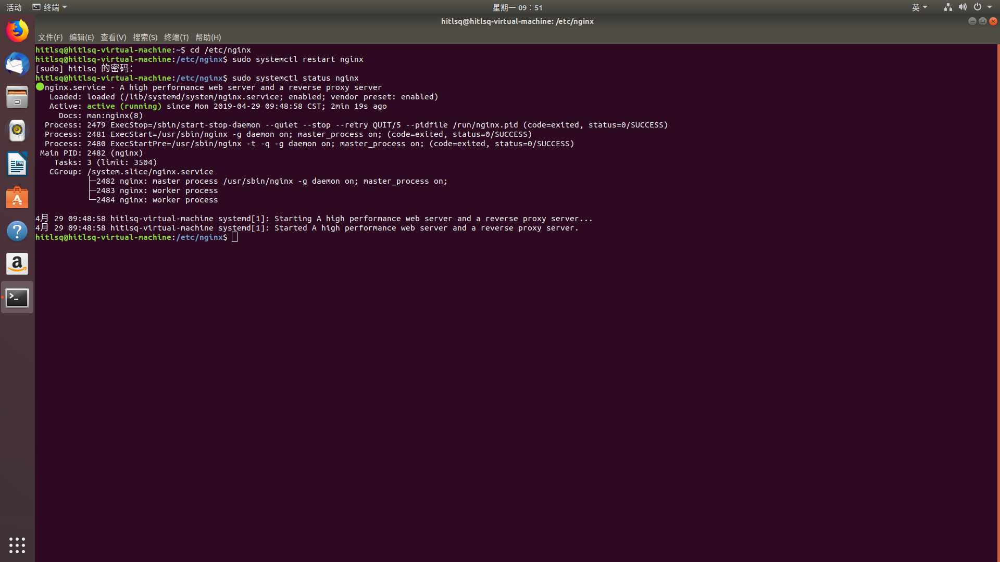 活动 终端 星期一 09：51 英
hitlsq@hitlsq-virtual-machine: /etc/nginx
文件(F) 编辑(E) 查看(V) 搜索(S) 终端(T) 帮助(H)
hitlsq@hitlsq-virtual-machine:~$ cd /etc/nginx
hitlsq@hitlsq-virtual-machine:/etc/nginx$ sudo systemctl restart nginx
[sudo] hitlsq 的密码：
hitlsq@hitlsq-virtual-machine:/etc/nginx$ sudo systemctl status nginx
●nginx.service - A high performance web server and a reverse proxy server
   Loaded: loaded (/lib/systemd/system/nginx.service; enabled; vendor preset: enabled)
   Active: active (running) since Mon 2019-04-29 09:48:58 CST; 2min 19s ago
     Docs: man:nginx(8)
  Process: 2479 ExecStop=/sbin/start-stop-daemon --quiet --stop --retry QUIT/5 --pidfile /run/nginx.pid (code=exited, status=0/SUCCESS)
  Process: 2481 ExecStart=/usr/sbin/nginx -g daemon on; master_process on; (code=exited, status=0/SUCCESS)
  Process: 2480 ExecStartPre=/usr/sbin/nginx -t -q -g daemon on; master_process on; (code=exited, status=0/SUCCESS)
 Main PID: 2482 (nginx)
    Tasks: 3 (limit: 3504)
   CGroup: /system.slice/nginx.service
           ├─2482 nginx: master process /usr/sbin/nginx -g daemon on; master_process on;
           ├─2483 nginx: worker process
           └─2484 nginx: worker process
4月 29 09:48:58 hitlsq-virtual-machine systemd[1]: Starting A high performance web server and a reverse proxy server...
4月 29 09:48:58 hitlsq-virtual-machine systemd[1]: Started A high performance web server and a reverse proxy server.
hitlsq@hitlsq-virtual-machine:/etc/nginx$